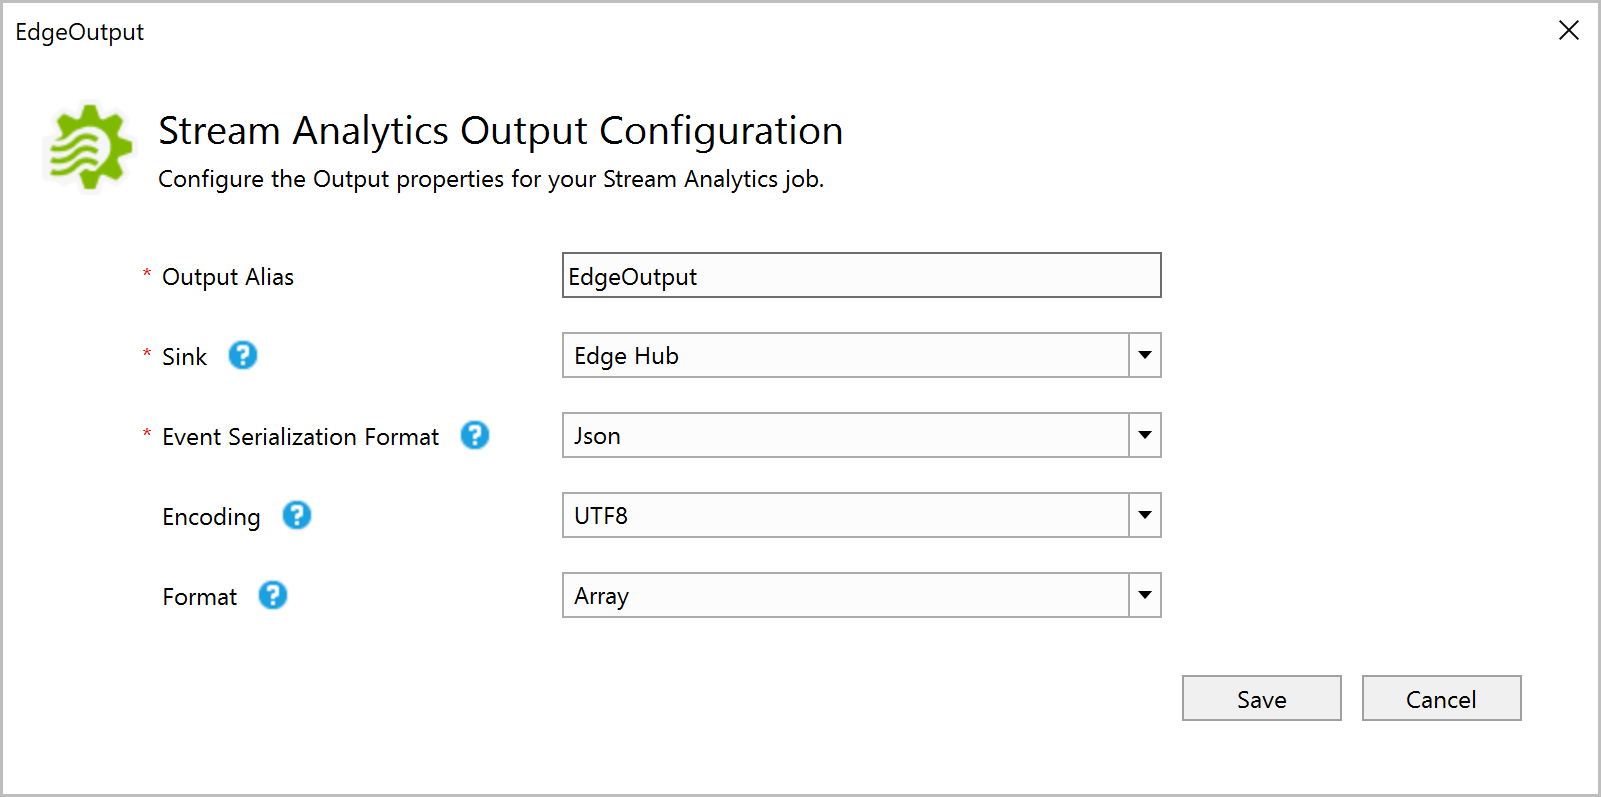 EdgeOutput
Stream Analytics Output Configuration
Configure the Output properties for your Stream Analytics job.
* Output Alias
EdgeOutput
* Sink ?
Edge Hub
* Event Serialization Format ?
Json
Encoding ?
UTF8
Format ?
Array
Save
Cancel